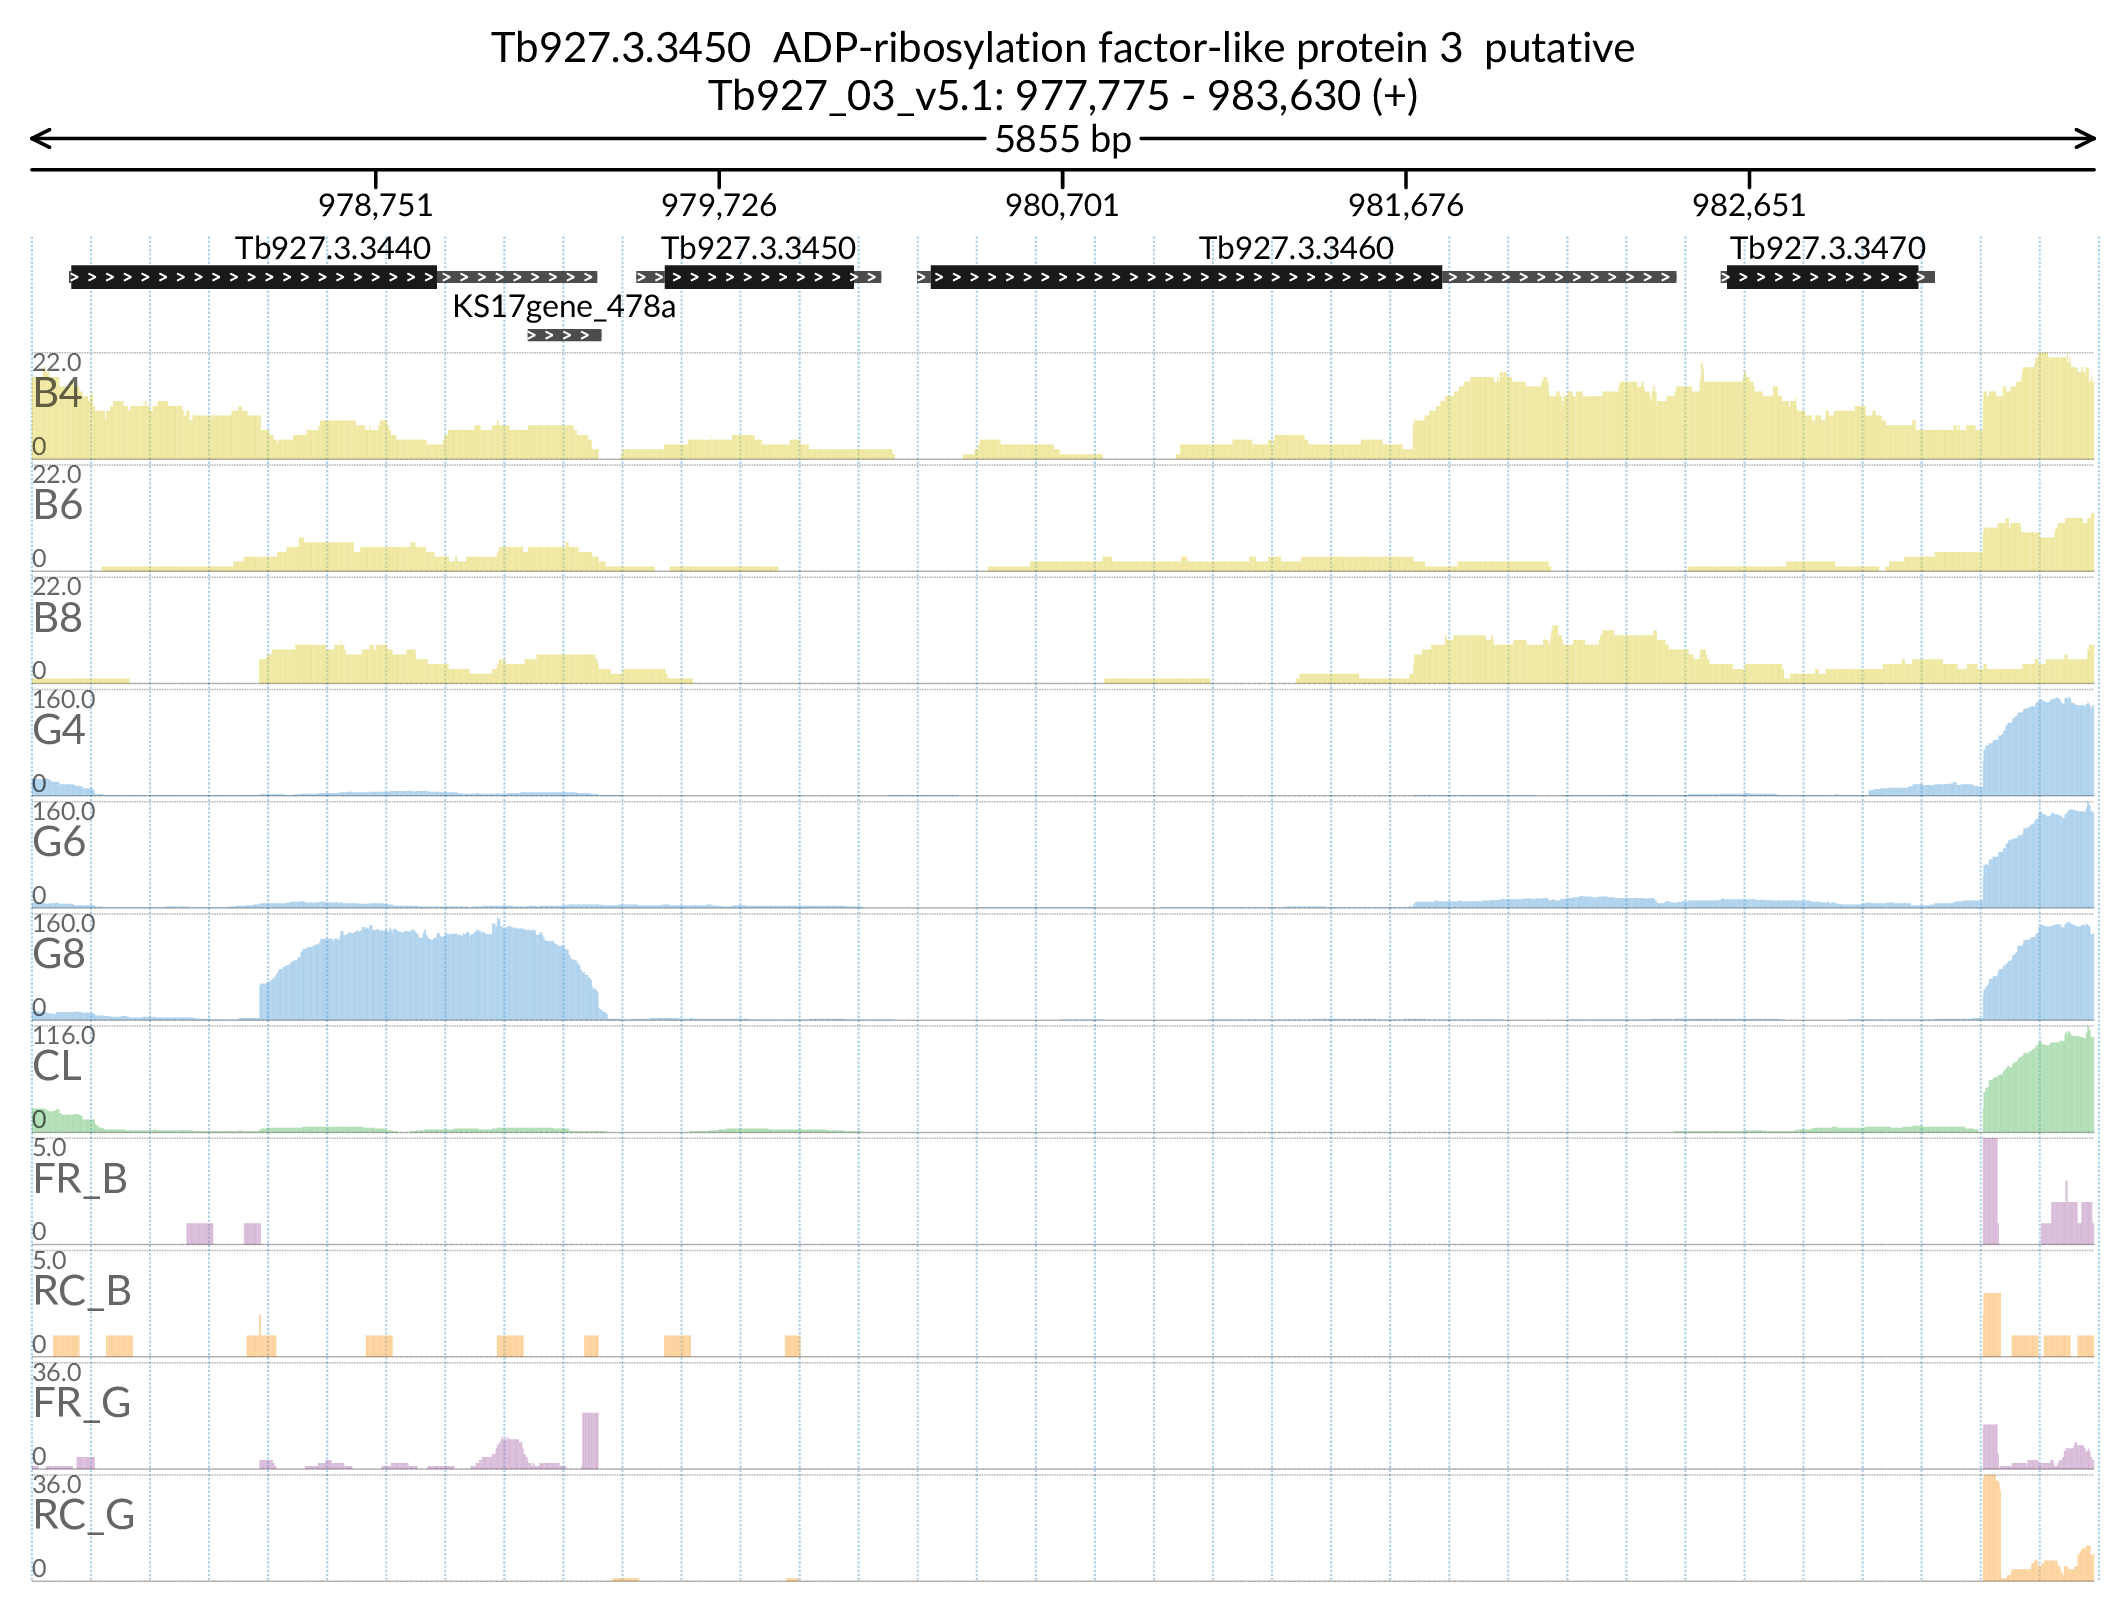 Tb927.3.3450  ADP-ribosylation factor-like protein 3  putative
Tb927_03_v5.1: 977,775 - 983,630 (+)
5855 bp
978,751 979,726 980,701 981,676 982,651
Tb927.3.3440 Tb927.3.3450 Tb927.3.3460 Tb927.3.3470
KS17gene_478a
22.0
B4
0
22.0
B6
0
22.0
B8
0
160.0
G4
0
160.0
G6
0
160.0
G8
0
116.0
CL
0
5.0
FR_B
0
5.0
RC_B
0
36.0
FR_G
0
36.0
RC_G
0